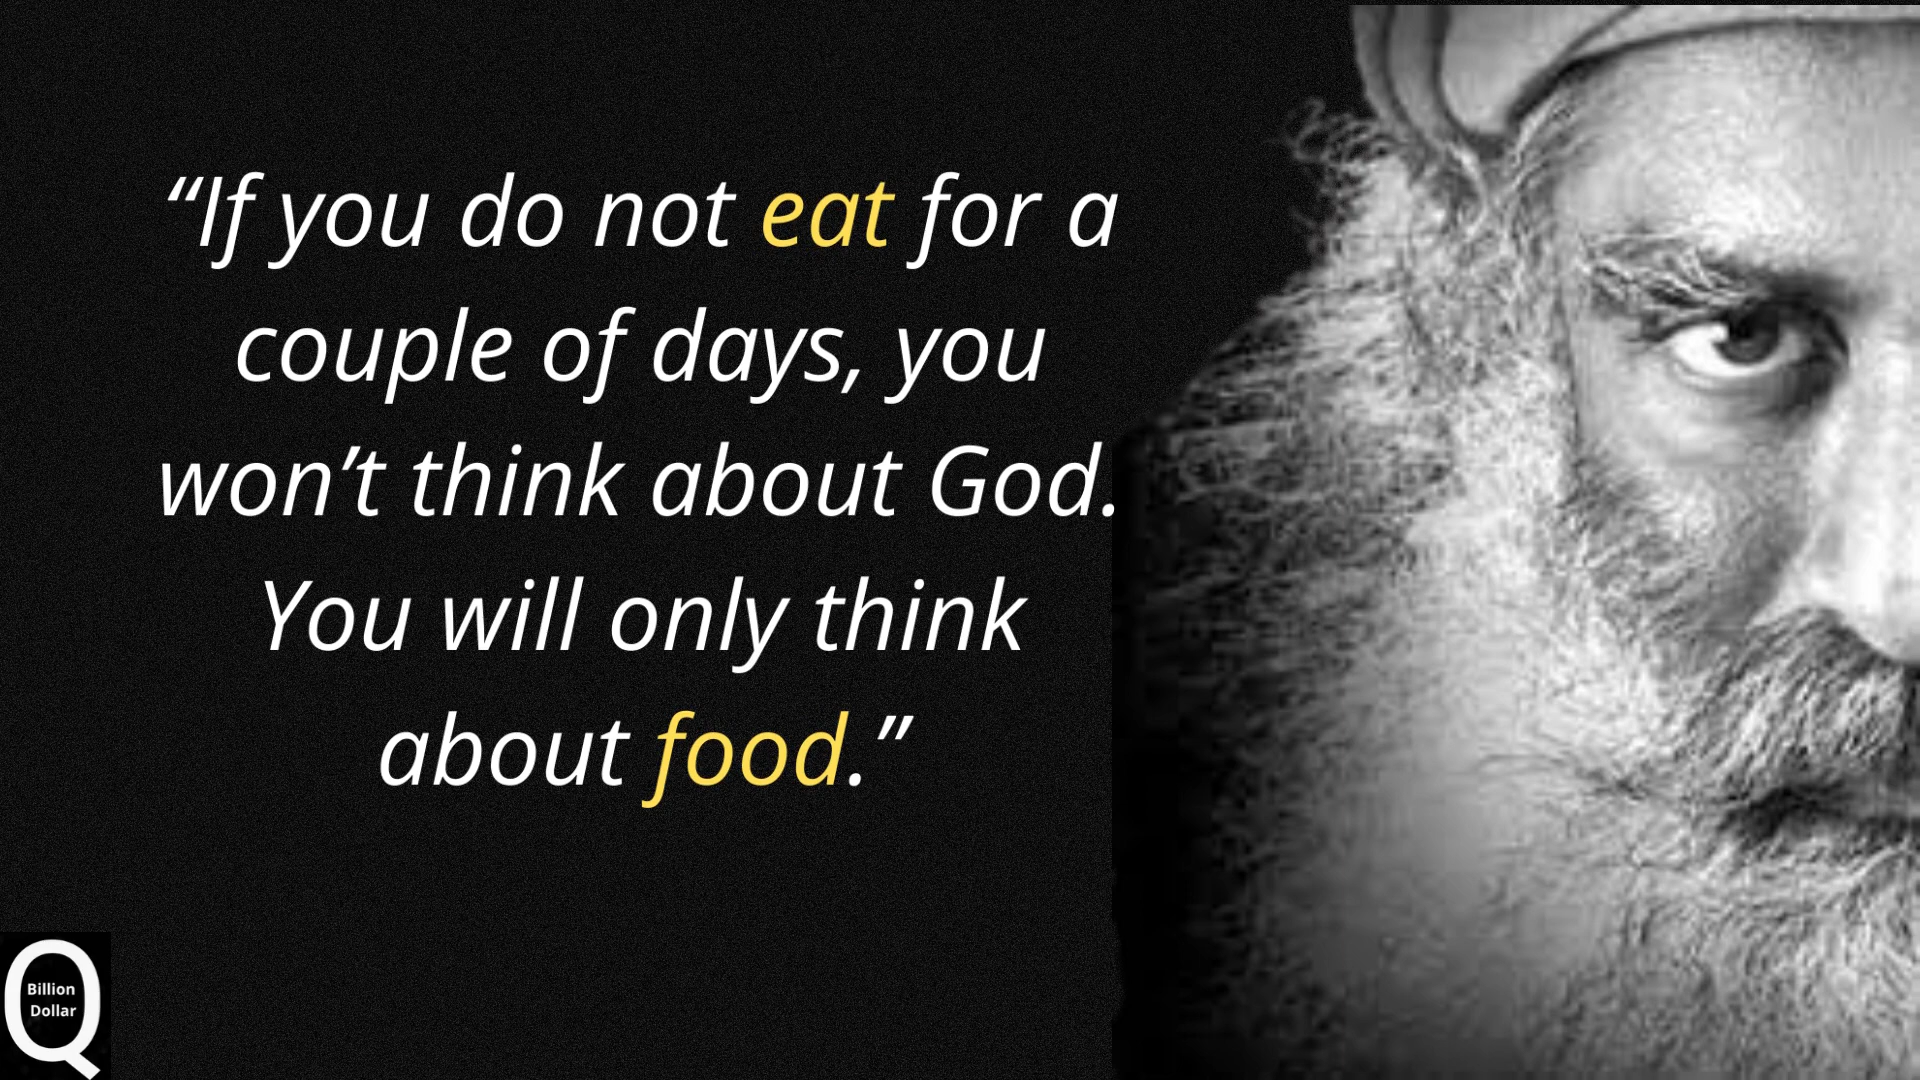 “If you do not eat for a
couple of days, you
won’t think about God.
You will only think
about food.”
Q
Billion
Dollar